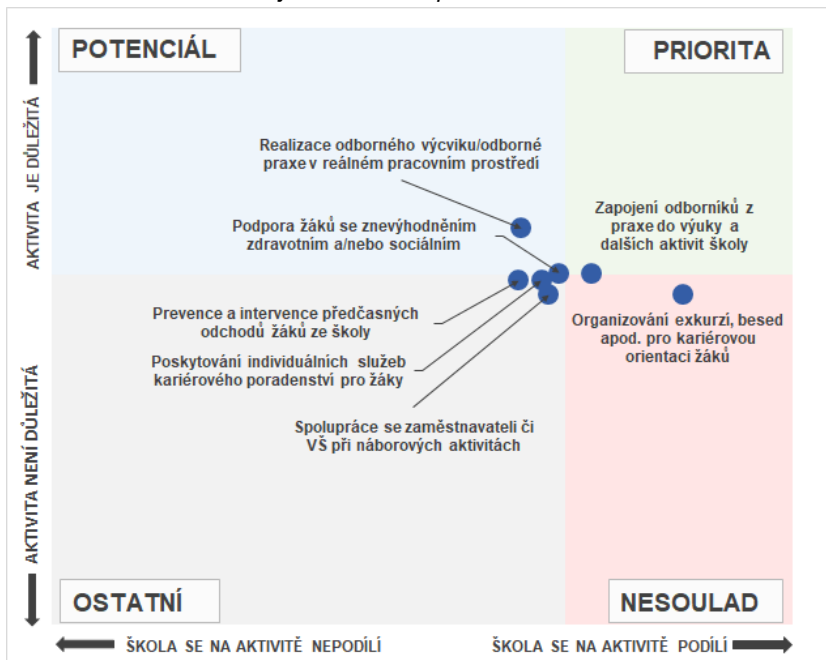 POTENCIÁL
PRIORITA
Realizace odborného výcviku/odborné
praxe v reálném pracovním prostředí
Podpora žáků se znevýhodněním
zdravotním a/nebo sociálním
Zapojení odborníků z
praxe do výuky a
dalších aktivit školy
Prevence a intervence předčasných
odchodů žáků ze školy
Poskytování individuálních služeb
kariérového poradenství pro žáky
Spolupráce se zaměstnavateli či
VŠ při náborových aktivitách
Organizování exkurzí, besed
apod. pro kariérovou
orientaci žáků
OSTATNÍ
NESOULAD
AKTIVITA JE DŮLEŽITÁ
AKTIVITA NENÍ DŮLEŽITÁ
ŠKOLA SE NA AKTIVITĚ NEPODÍLÍ
ŠKOLA SE NA AKTIVITĚ PODÍLÍ